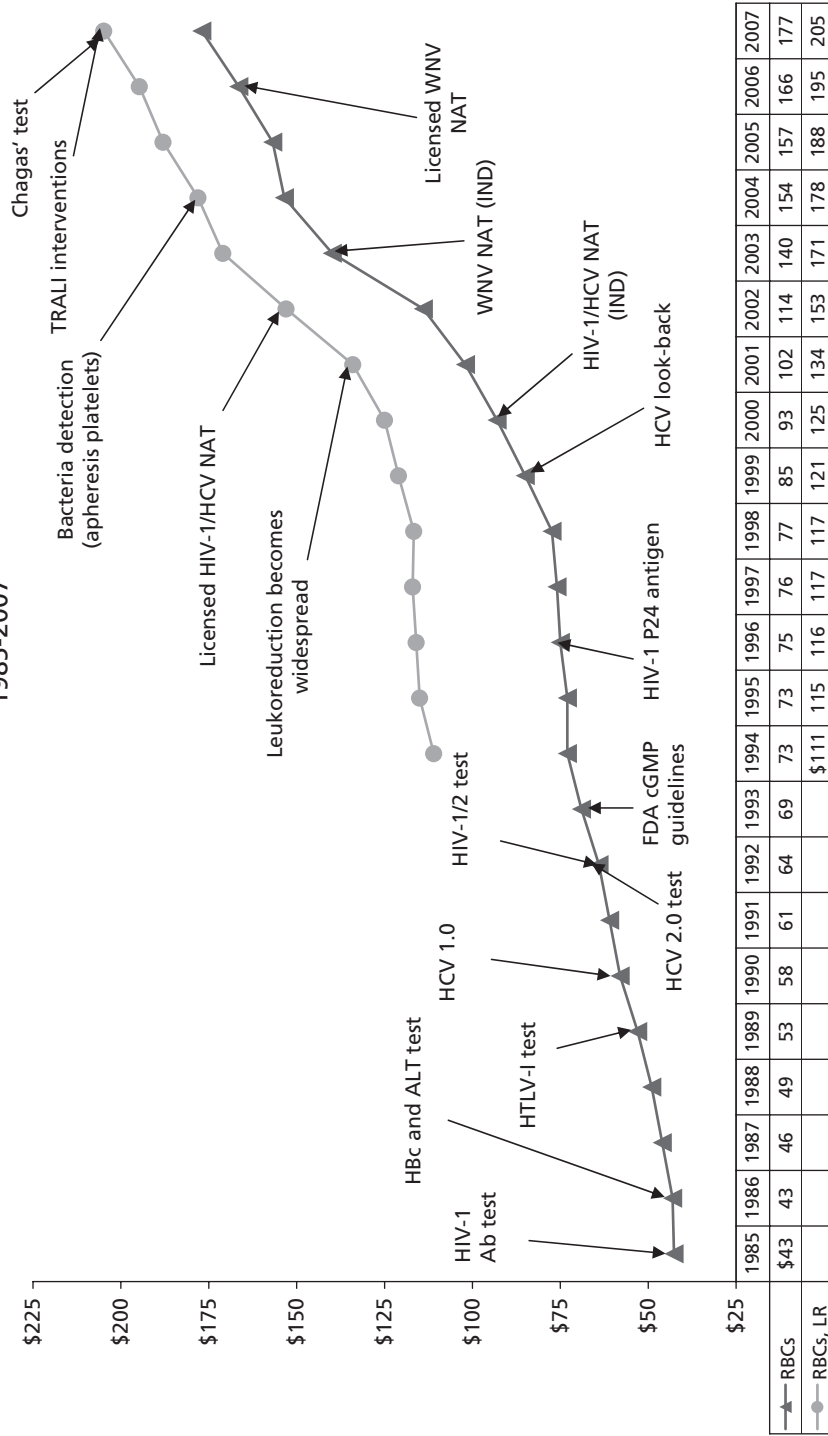 1985-2007
$225
$200
$175
$150
$125
$100
$75
$50
$25
Chagas’ test
TRALI interventions
Bacteria detection
(apheresis platelets)
Licensed HIV-1/HCV NAT
Leukoreduction becomes
widespread
Licensed WNV
NAT
WNV NAT (IND)
HIV-1/HCV NAT
(IND)
HCV look-back
HIV-1 P24 antigen
FDA cGMP
guidelines
HIV-1/2 test
HCV 2.0 test
HCV 1.0
HTLV-I test
HBc and ALT test
HIV-1
Ab test
1985 1986 1987 1988 1989 1990 1991 1992 1993 1994 1995 1996 1997 1998 1999 2000 2001 2002 2003 2004 2005 2006 2007
RBCs $43 43 46 49 53 58 61 64 69 73 73 75 76 77 85 93 102 114 140 154 157 166 177
RBCs, LR $111 115 116 117 117 121 125 134 153 171 178 188 195 205